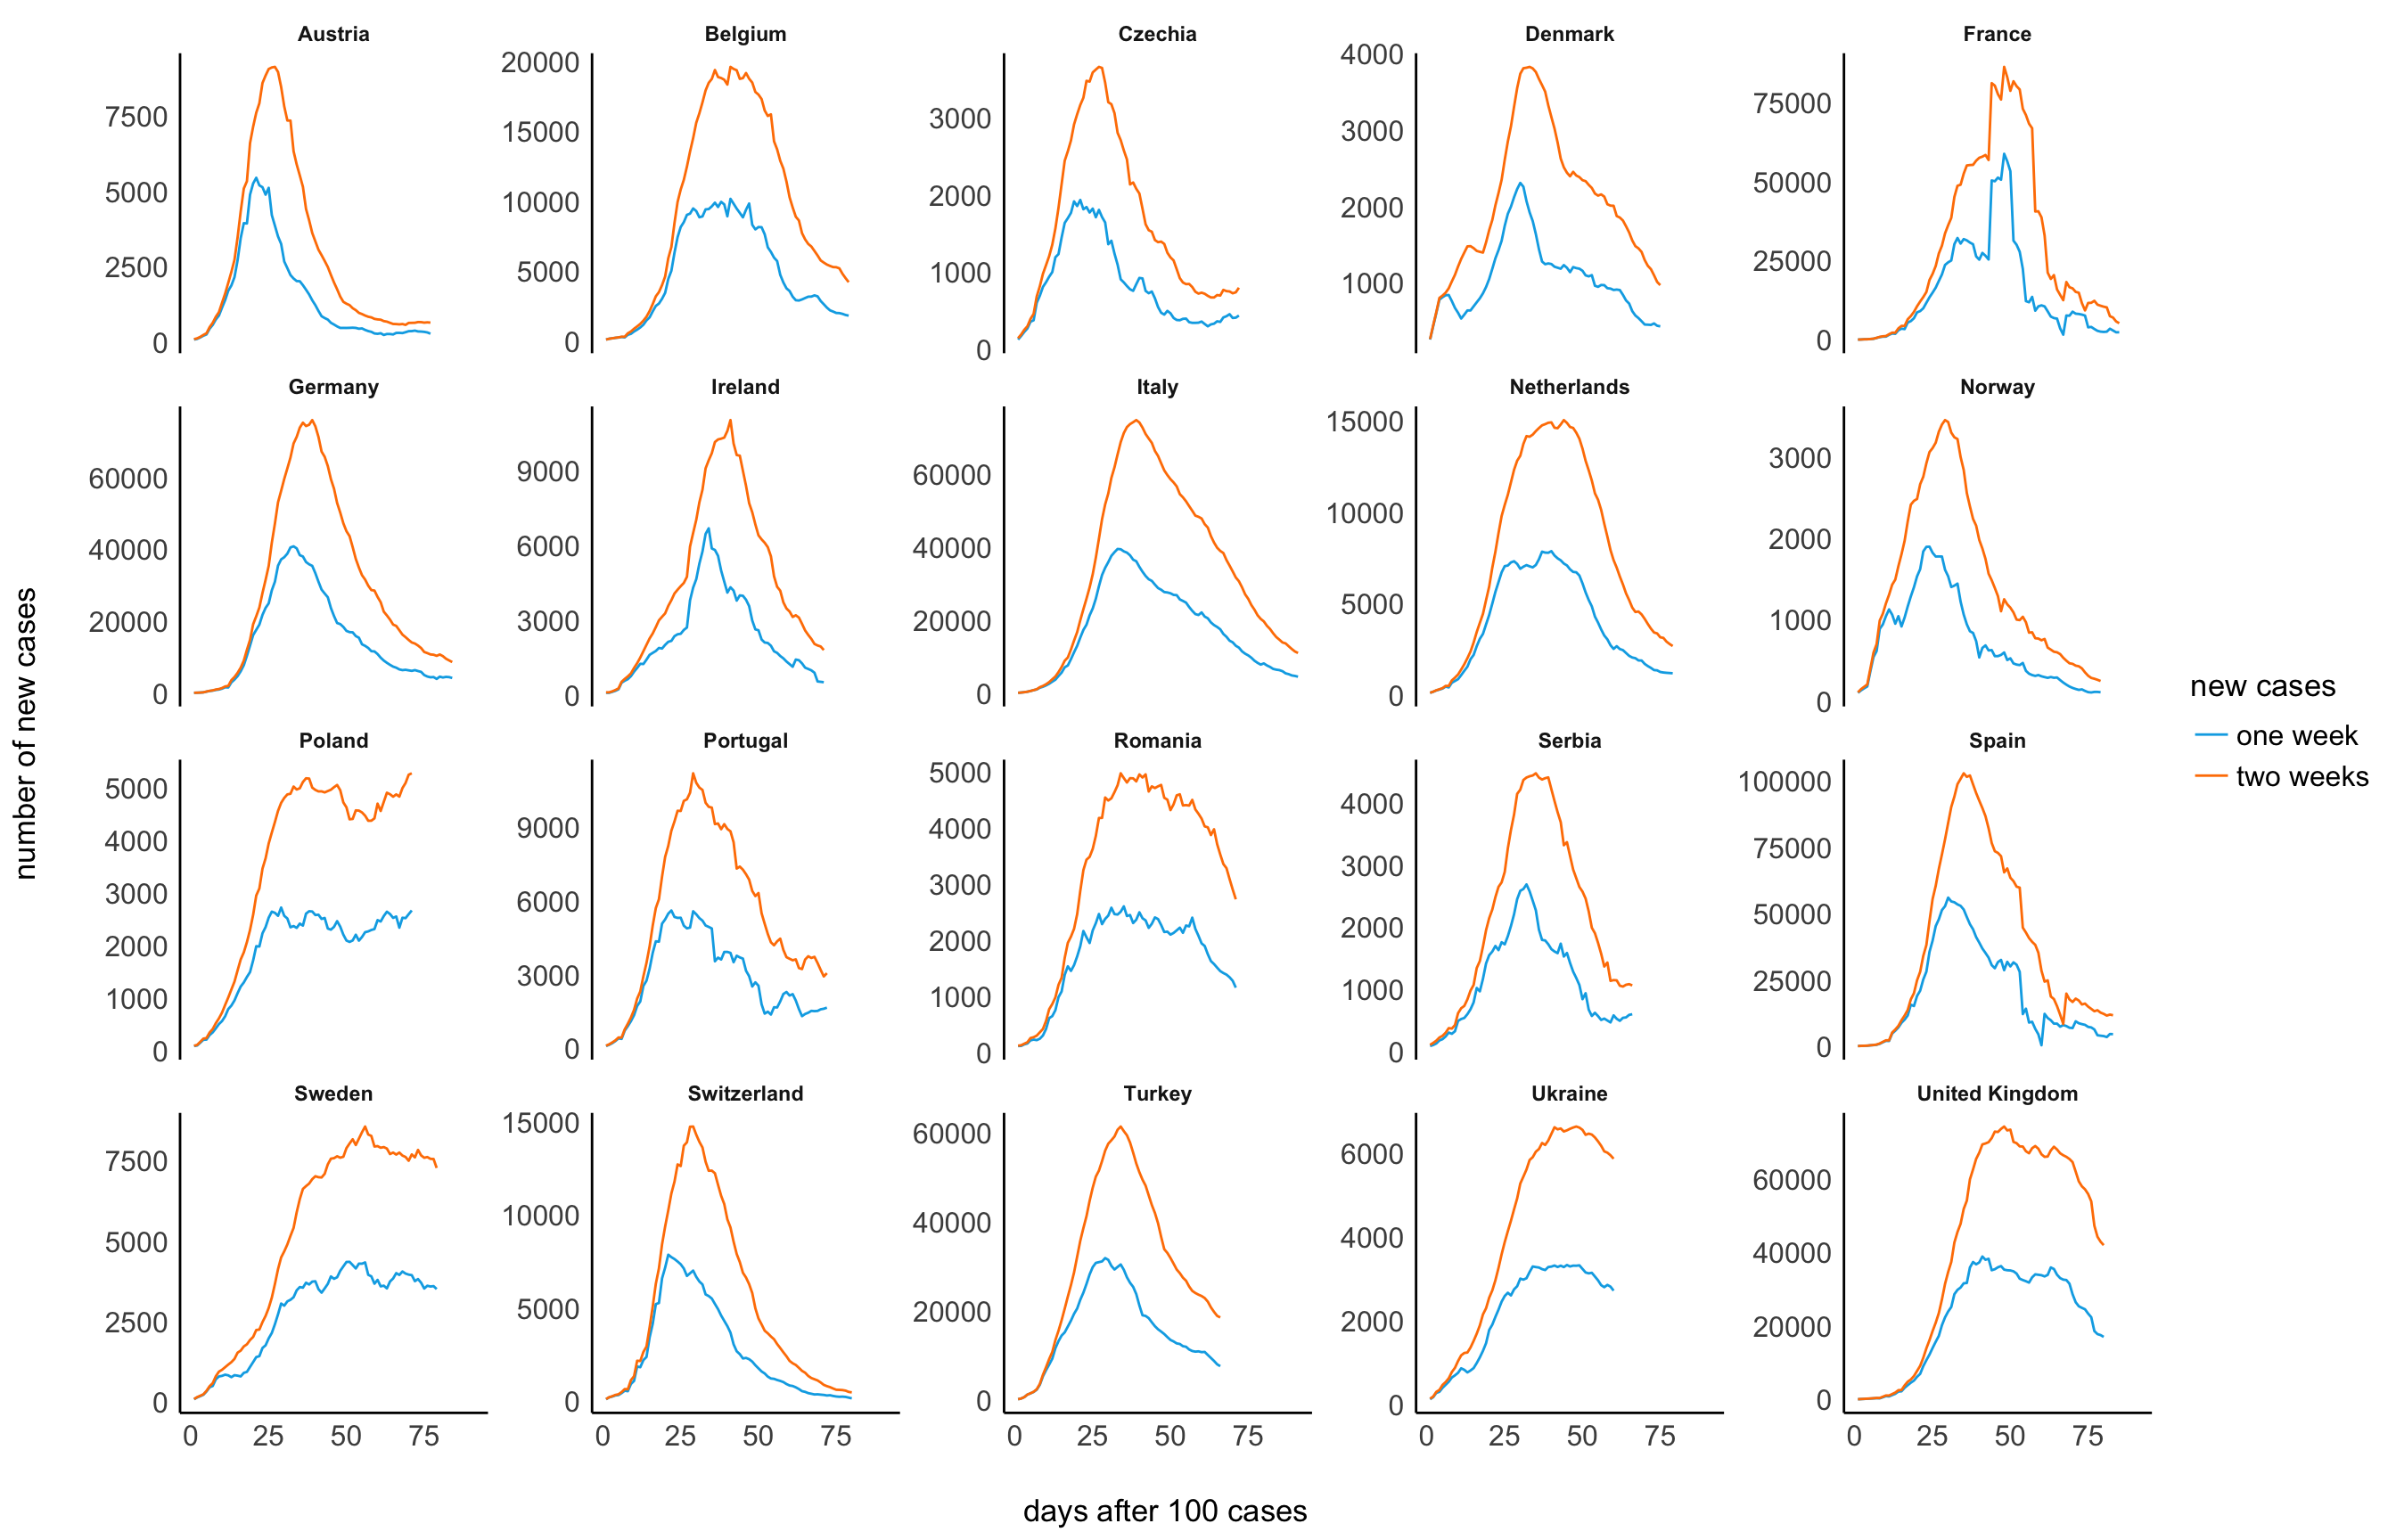 Austria Belgium Czechia Denmark France
7500 5000 2500 0
20000 15000 10000 5000 0
3000 2000 1000 0
4000 3000 2000 1000
75000 50000 25000 0
Germany Ireland Italy Netherlands Norway
60000 40000 20000 0
9000 6000 3000 0
60000 40000 20000 0
15000 10000 5000 0
3000 2000 1000 0
Poland Portugal Romania Serbia Spain
5000 4000 3000 2000 1000 0
9000 6000 3000 0
5000 4000 3000 2000 1000 0
4000 3000 2000 1000 0
100000 75000 50000 25000 0
Sweden Switzerland Turkey Ukraine United Kingdom
7500 5000 2500 0
15000 10000 5000 0
60000 40000 20000 0
6000 4000 2000 0
60000 40000 20000 0
0 25 50 75 0 25 50 75 0 25 50 75 0 25 50 75 0 25 50 75
days after 100 cases
number of new cases
new cases
one week
two weeks